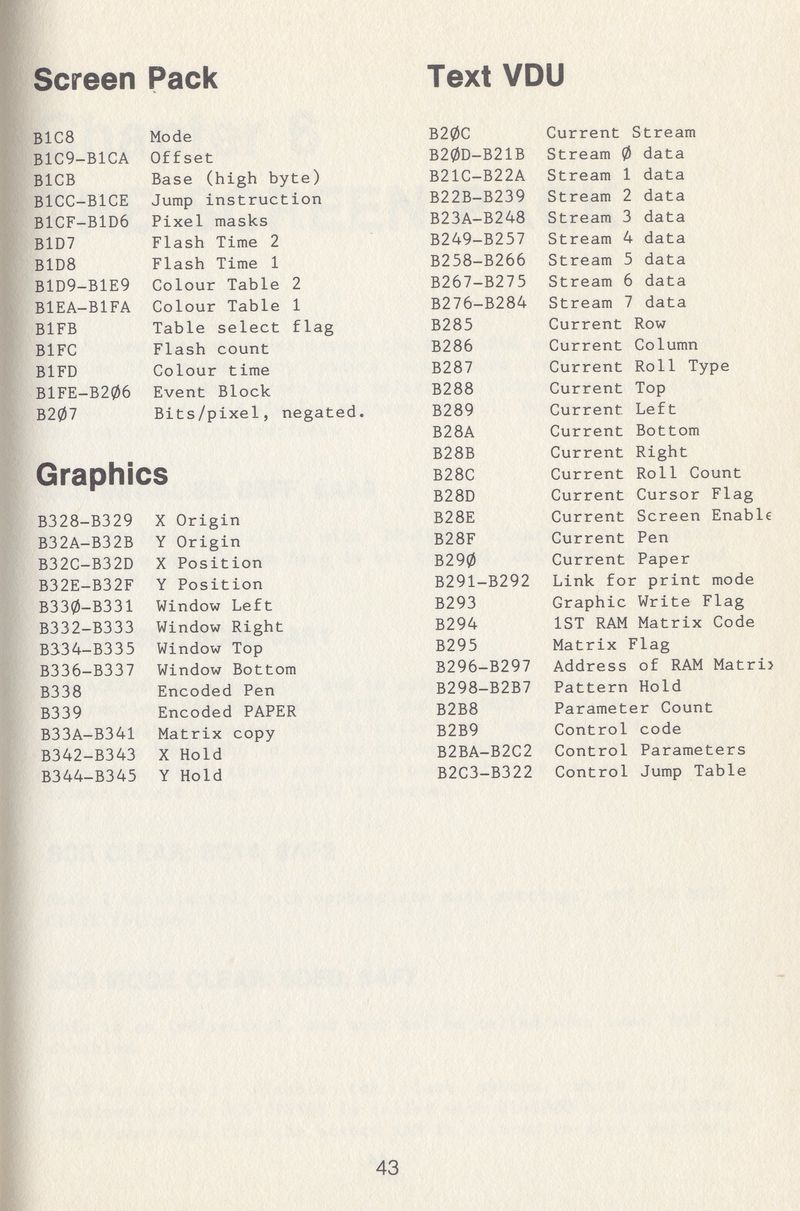 Screen Pack
B1C8 Mode
B1C9-B1CA Offset
B1CB Base (high byte)
B1CC-B1CE Jump instruction
B1CF-B1D6 Pixel masks
B1D7 Flash Time 2
B1D8 Flash Time 1
B1D9-B1E9 Colour Table 2
B1EA-B1FA Colour Table 1
B1FB Table select flag
B1FC Flash count
B1FD Colour time
B1FE-B2Ø6 Event Block
B2Ø7 Bits/pixel, negated.
Graphics
B328-B329 X Origin
B32A-B32B Y Origin
B32C-B32D X Position
B32E-B32F Y Position
B33Ø-B331 Window Left
B332-B333 Window Right
B334-B335 Window Top
B336-B337 Window Bottom
B338 Encoded Pen
B339 Encoded PAPER
B33A-B341 Matrix copy
B342-B343 X Hold
B344-B345 Y Hold
Text VDU
B2ØC Current Stream
B2ØD-B21B Stream Ø data
B21C-B22A Stream 1 data
B22B-B239 Stream 2 data
B23A-B248 Stream 3 data
B249-B257 Stream 4 data
B258-B266 Stream 5 data
B267-B275 Stream 6 data
B276-B284 Stream 7 data
B285 Current Row
B286 Current Column
B287 Current Roll Type
B288 Current Top
B289 Current Left
B28A Current Bottom
B28B Current Right
B28C Current Roll Count
B28D Current Cursor Flag
B28E Current Screen Enable
B28F Current Pen
B29Ø Current Paper
B291-B292 Link for print mode
B293 Graphic Write Flag
B294 1ST RAM Matrix Code
B295 Matrix Flag
B296-B297 Address of RAM Matrix
B298-B2B7 Pattern Hold
B2B8 Parameter Count
B2B9 Control code
B2BA-B2C2 Control Parameters
B2C3-B322 Control Jump Table
43